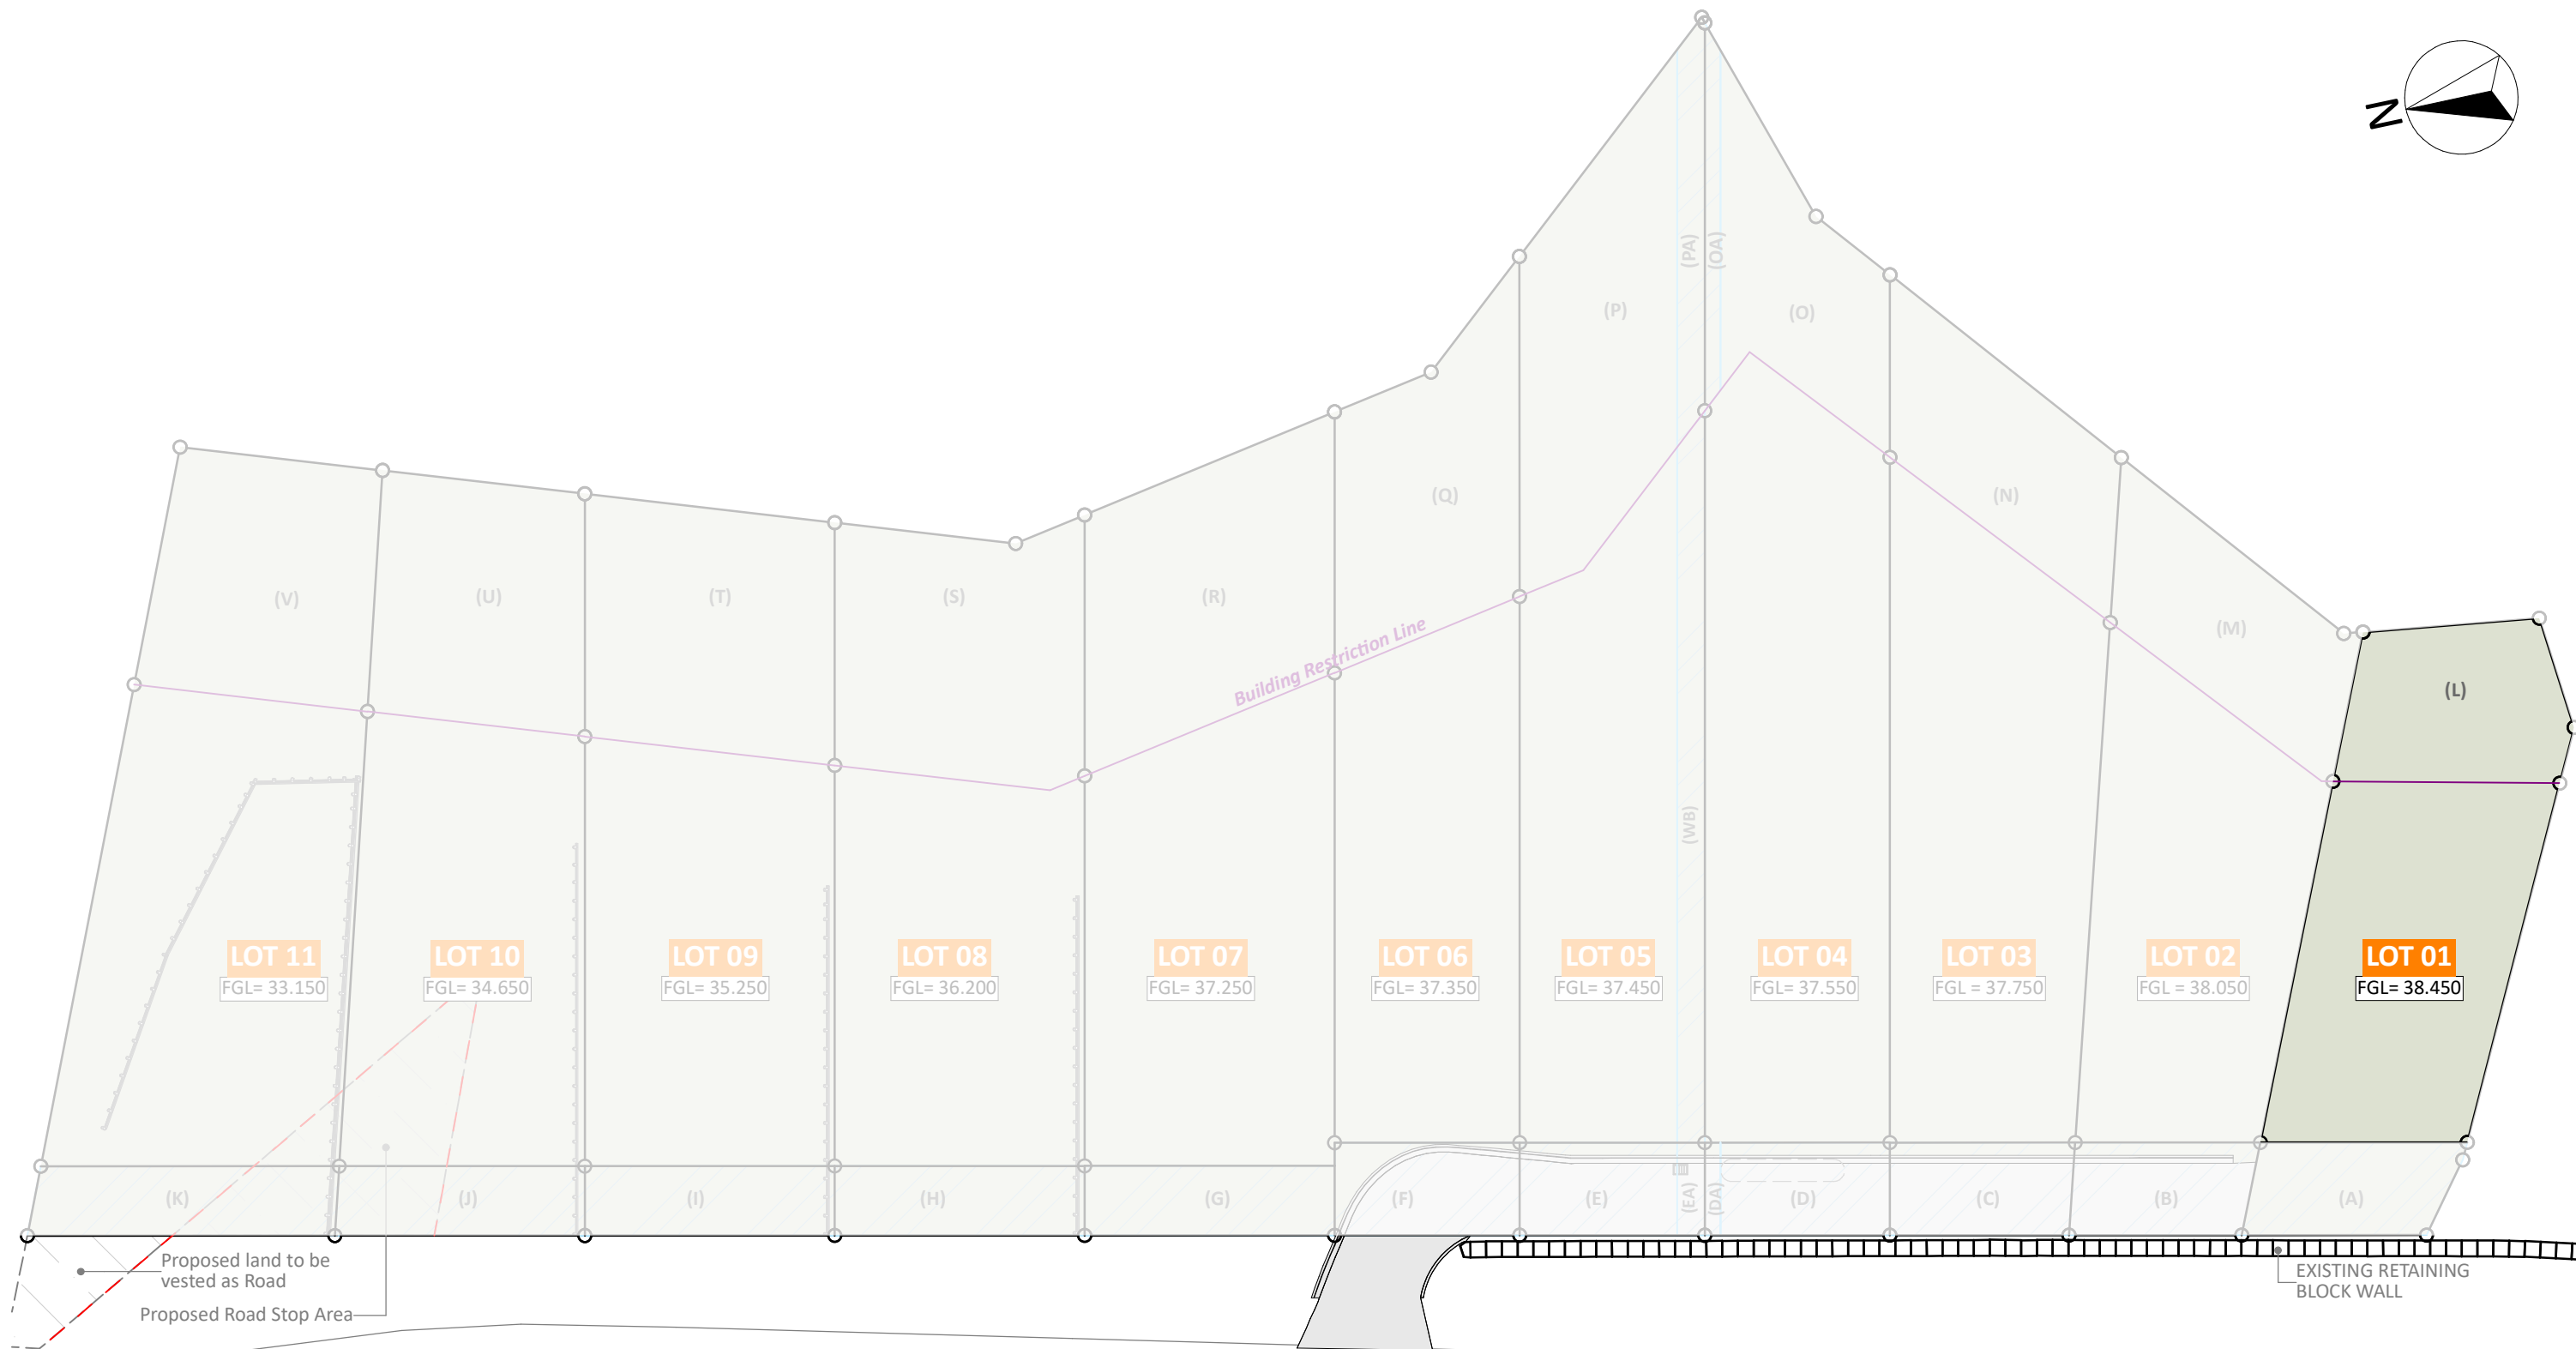 N
(PA)
(OA)
(P)
(O)
(Q)
(N)
(V)
(U)
(T)
(S)
(R)
(M)
(L)
Building Restriction Line
(WB)
LOT 11
FGL= 33.150
LOT 10
FGL= 34.650
LOT 09
FGL= 35.250
LOT 08
FGL= 36.200
LOT 07
FGL= 37.250
LOT 06
FGL= 37.350
LOT 05
FGL= 37.450
LOT 04
FGL= 37.550
LOT 03
FGL = 37.750
LOT 02
FGL = 38.050
LOT 01
FGL= 38.450
(K)
(J)
(I)
(H)
(G)
(F)
(E)
(EA)
(DA)
(D)
(C)
(B)
(A)
Proposed land to be
vested as Road
Proposed Road Stop Area
EXISTING RETAINING
BLOCK WALL